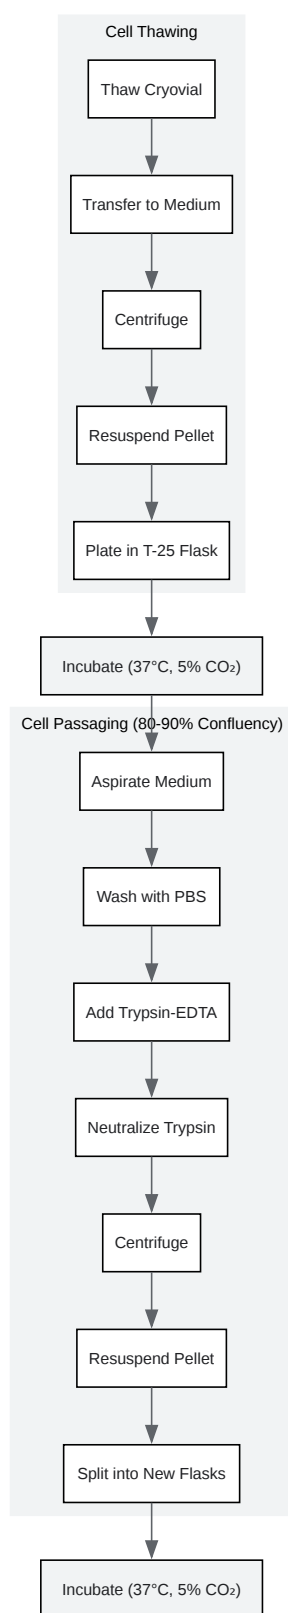 Cell Thawing
Thaw Cryovial
Transfer to Medium
Centrifuge
Resuspend Pellet
Plate in T-25 Flask
Incubate (37°C, 5% CO₂)
Cell Passaging (80-90% Confluency)
Aspirate Medium
Wash with PBS
Add Trypsin-EDTA
Neutralize Trypsin
Centrifuge
Resuspend Pellet
Split into New Flasks
Incubate (37°C, 5% CO₂)